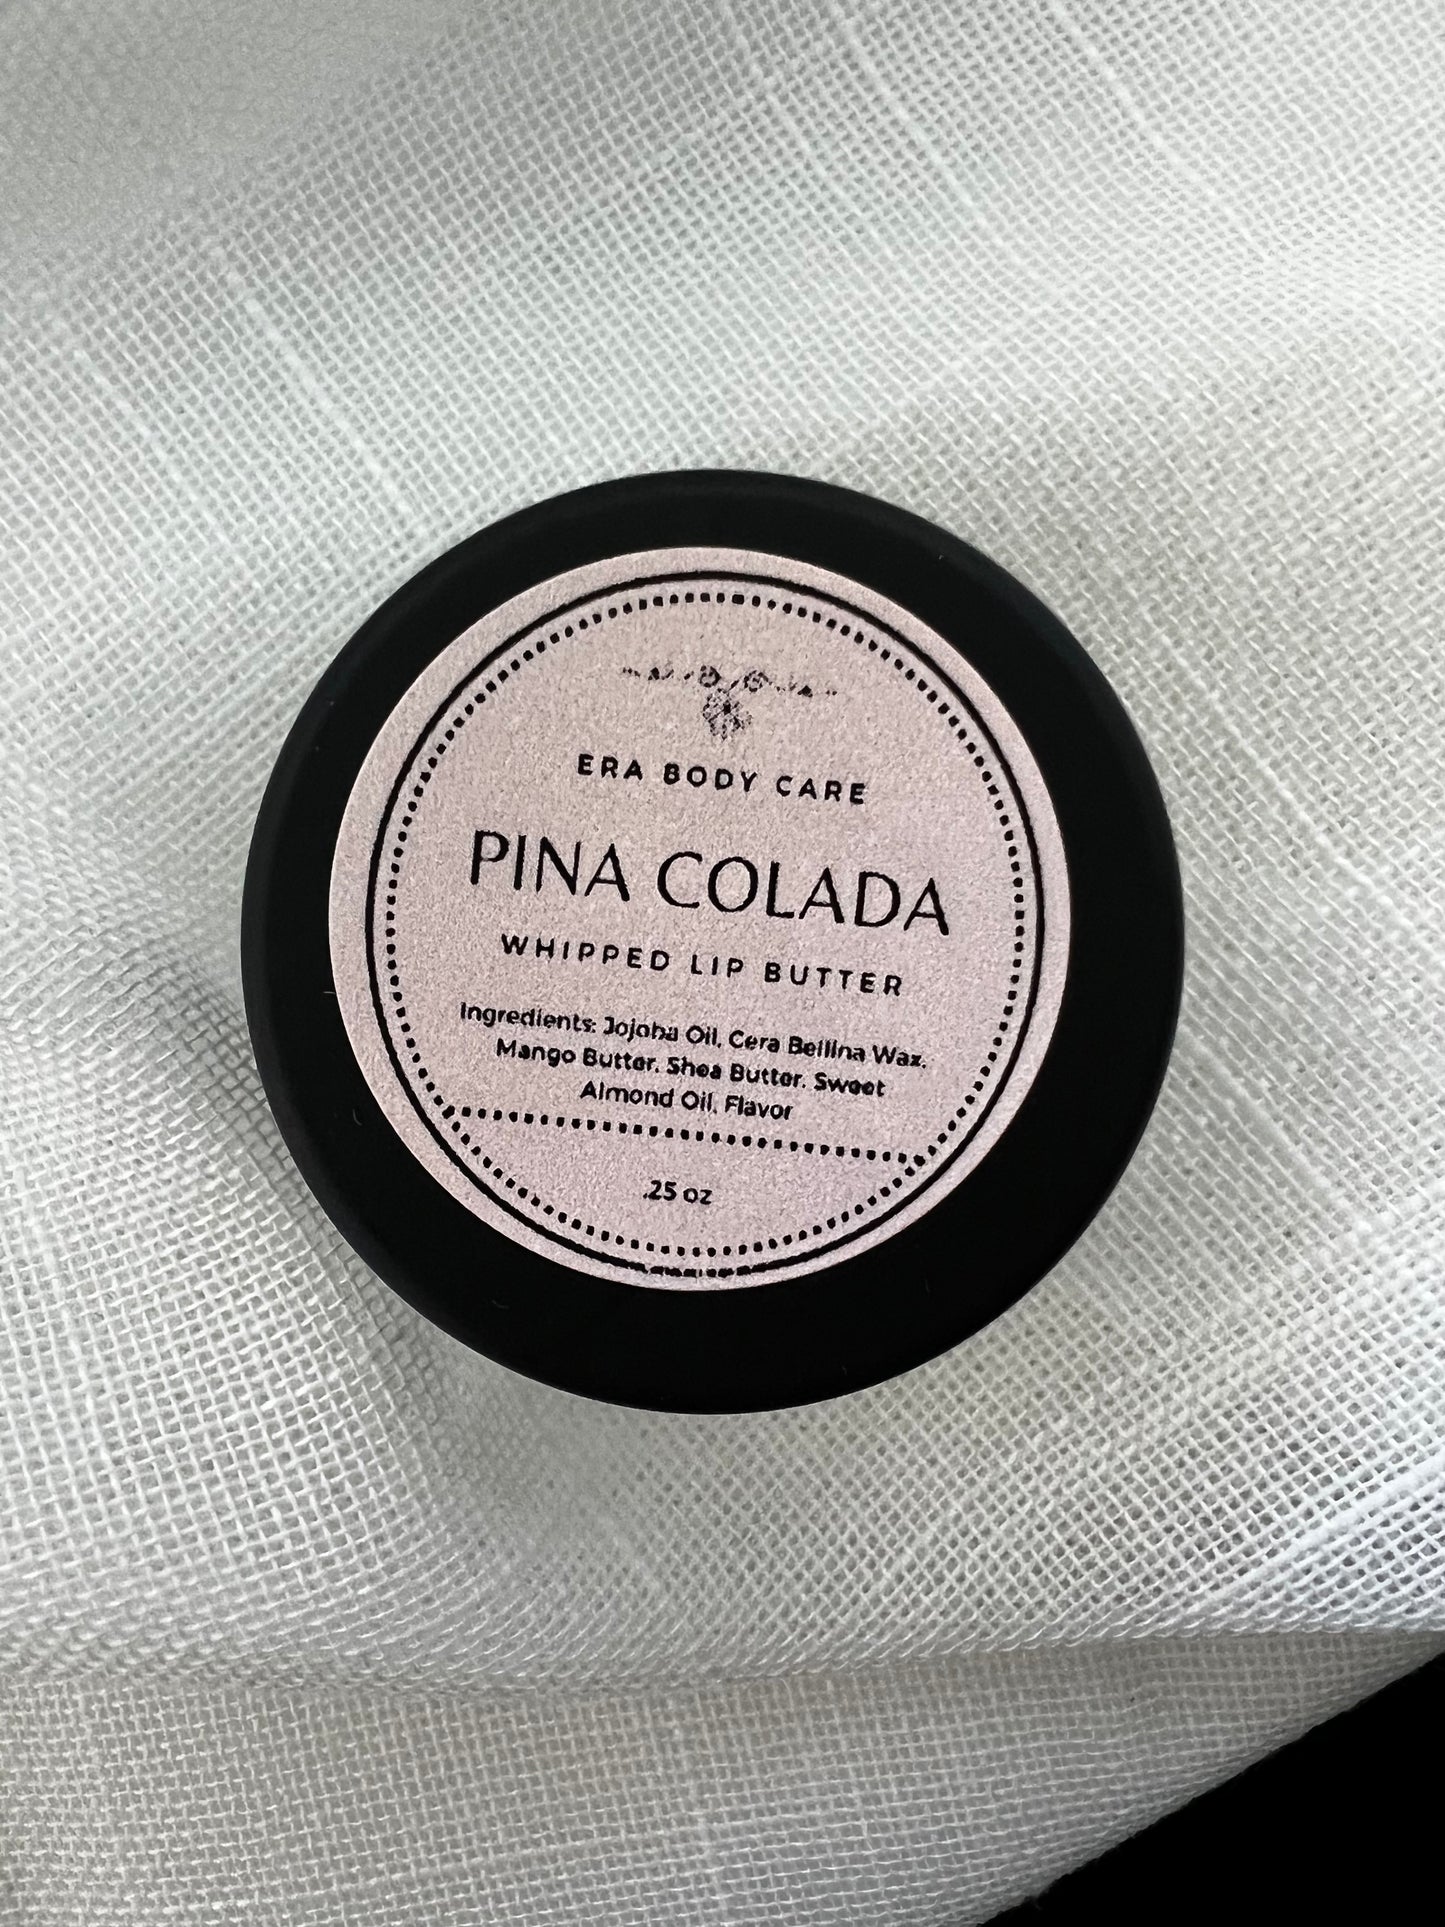 ERA BODY CARE
PINA COLADA
WHIPPED LIP BUTTER
Ingredients: Jojoba Oil, Cera Bellina Wax,
Mango Butter, Shea Butter, Sweet
Almond Oil, Flavor
.25 oz